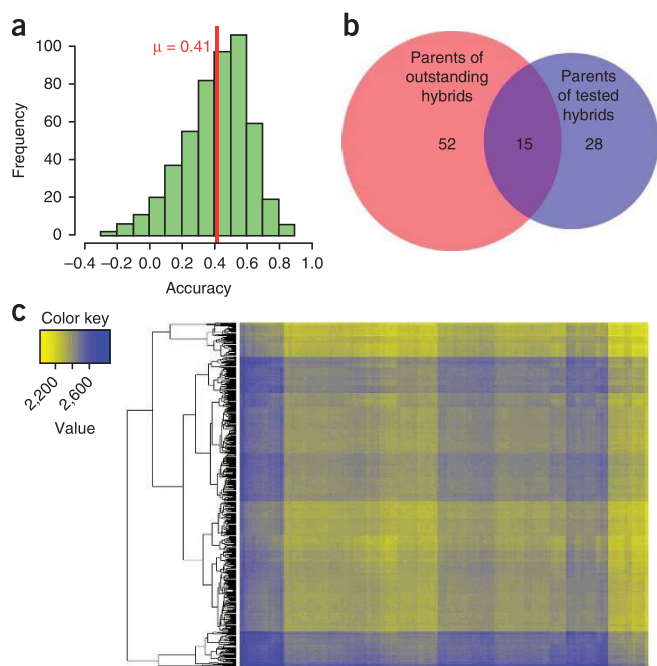 a
μ = 0.41
Frequency
100
80
60
40
20
0
–0.4 –0.2 0.0 0.2 0.4 0.6 0.8 1.0
Accuracy
b
Parents of
outstanding
hybrids
Parents
of tested
hybrids
52
15
28
c
Color key
2,200
2,600
Value